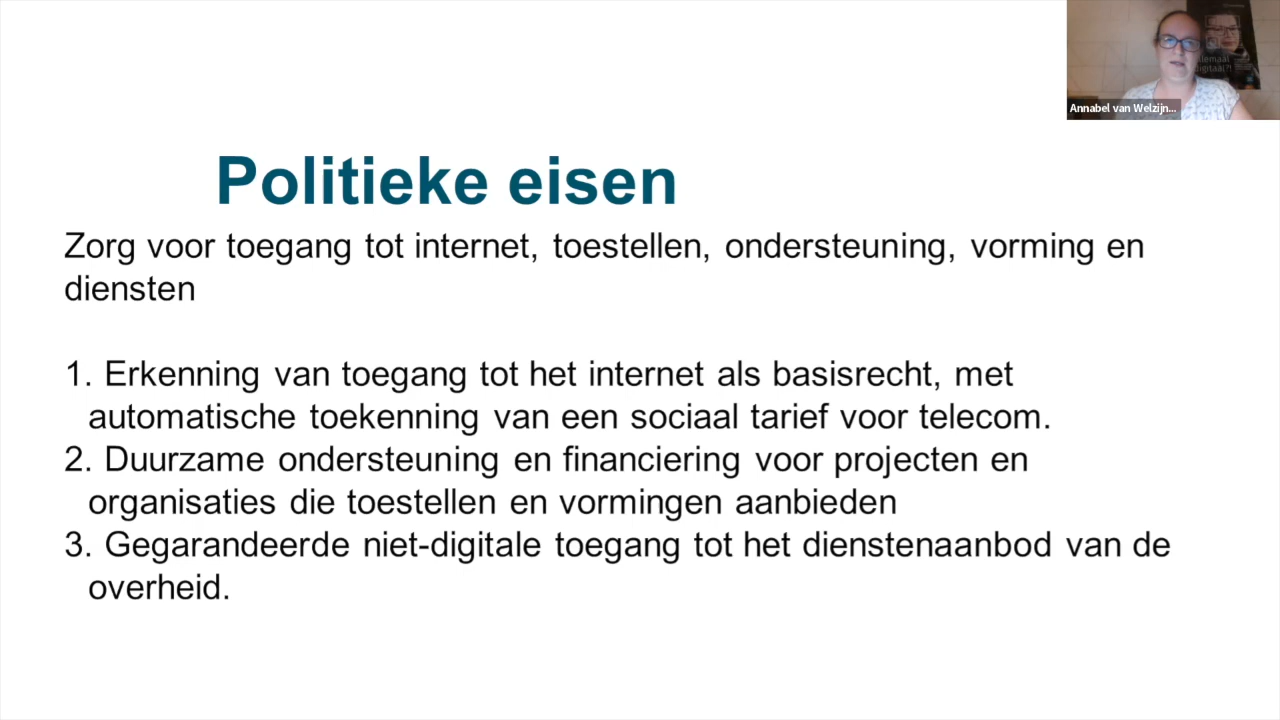 Annabel van Welzijn...
Politieke eisen
Zorg voor toegang tot internet, toestellen, ondersteuning, vorming en
diensten
1. Erkenning van toegang tot het internet als basisrecht, met
automatische toekenning van een sociaal tarief voor telecom.
2. Duurzame ondersteuning en financiering voor projecten en
organisaties die toestellen en vormingen aanbieden
3. Gegarandeerde niet-digitale toegang tot het dienstenaanbod van de
overheid.